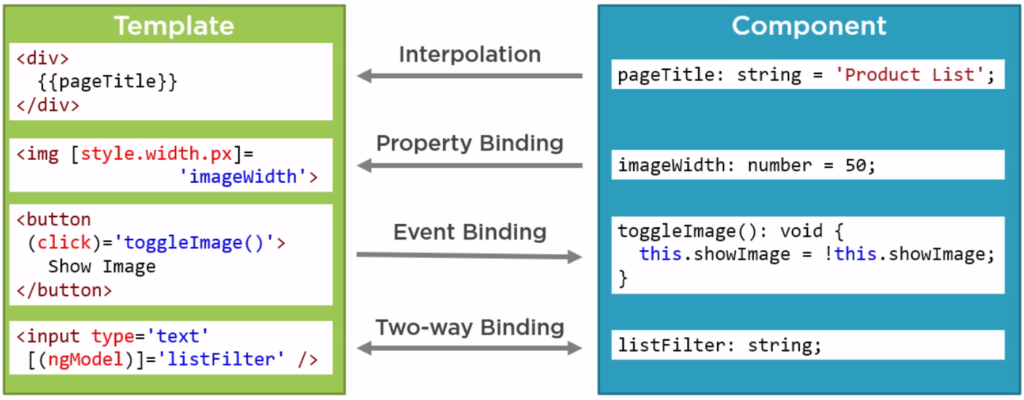 Template
<div>
{{pageTitle}}
</div>
<img [style.width.px]=
'imageWidth'>
<button
(click)='toggleImage()'>
Show Image
</button>
<input type='text'
[(ngModel)]='listFilter' />
Interpolation
Property Binding
Event Binding
Two-way Binding
Component
pageTitle: string = 'Product List';
imageWidth: number = 50;
toggleImage(): void {
this.showImage = !this.showImage;
}
listFilter: string;